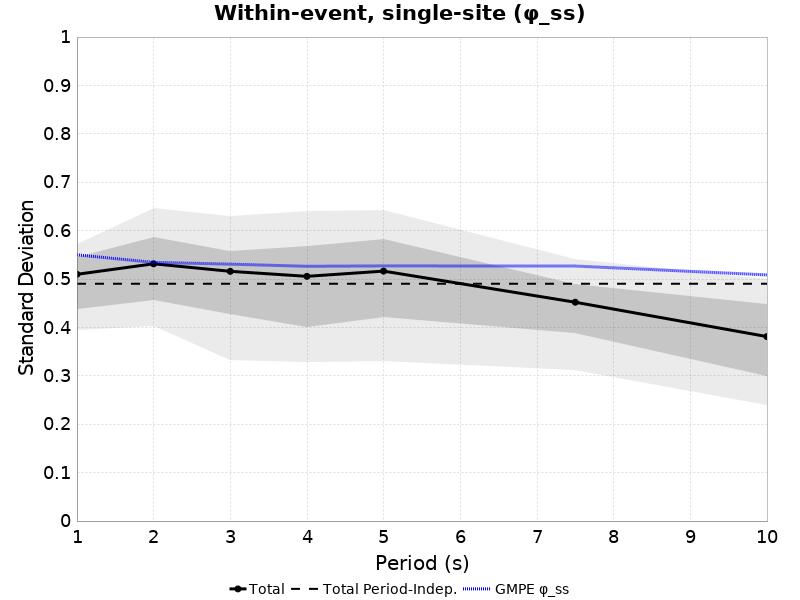 Within-event, single-site (φ_ss)
1
0.9
0.8
0.7
0.6
0.5
0.4
0.3
0.2
0.1
0
Standard Deviation
1 2 3 4 5 6 7 8 9 10
Period (s)
Total Total Period-Indep. GMPE φ_ss